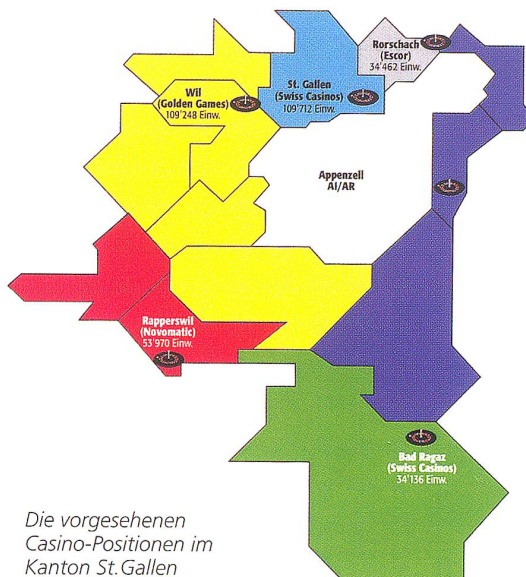 Rorschach
(Escor)
34'462 Einw.
Wil
(Golden Games)
109'248 Einw.
St. Gallen
(Swiss Casinos)
109'712 Einw.
Appenzell
AI/AR
Rapperswil
(Novomatic)
53'970 Einw.
Bad Ragaz
(Swiss Casinos)
34'136 Einw.
Die vorgesehenen
Casino-Positionen im
Kanton St.Gallen